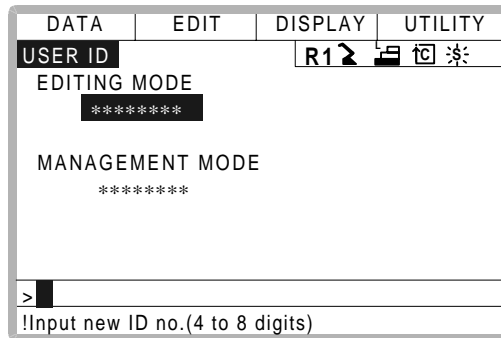 DATA EDIT DISPLAY UTILITY
USER ID R1 C S
EDITING MODE
********
MANAGEMENT MODE
********
>
!Input new ID no.(4 to 8 digits)